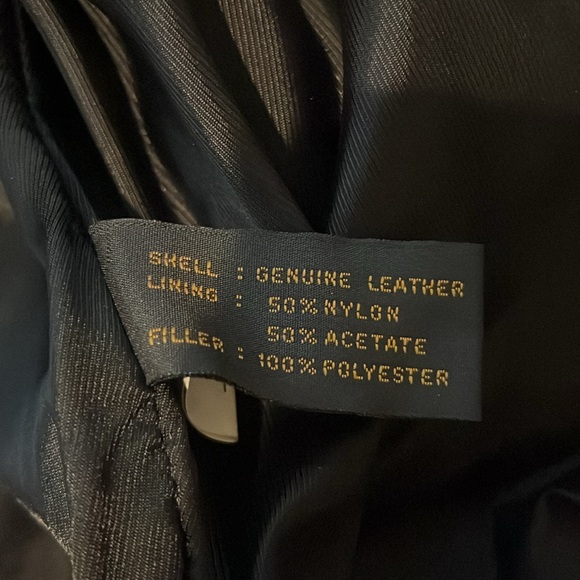 SHELL : GENUINE LEATHER
LINING : 50% NYLON
50% ACETATE
FILLER : 100% POLYESTER